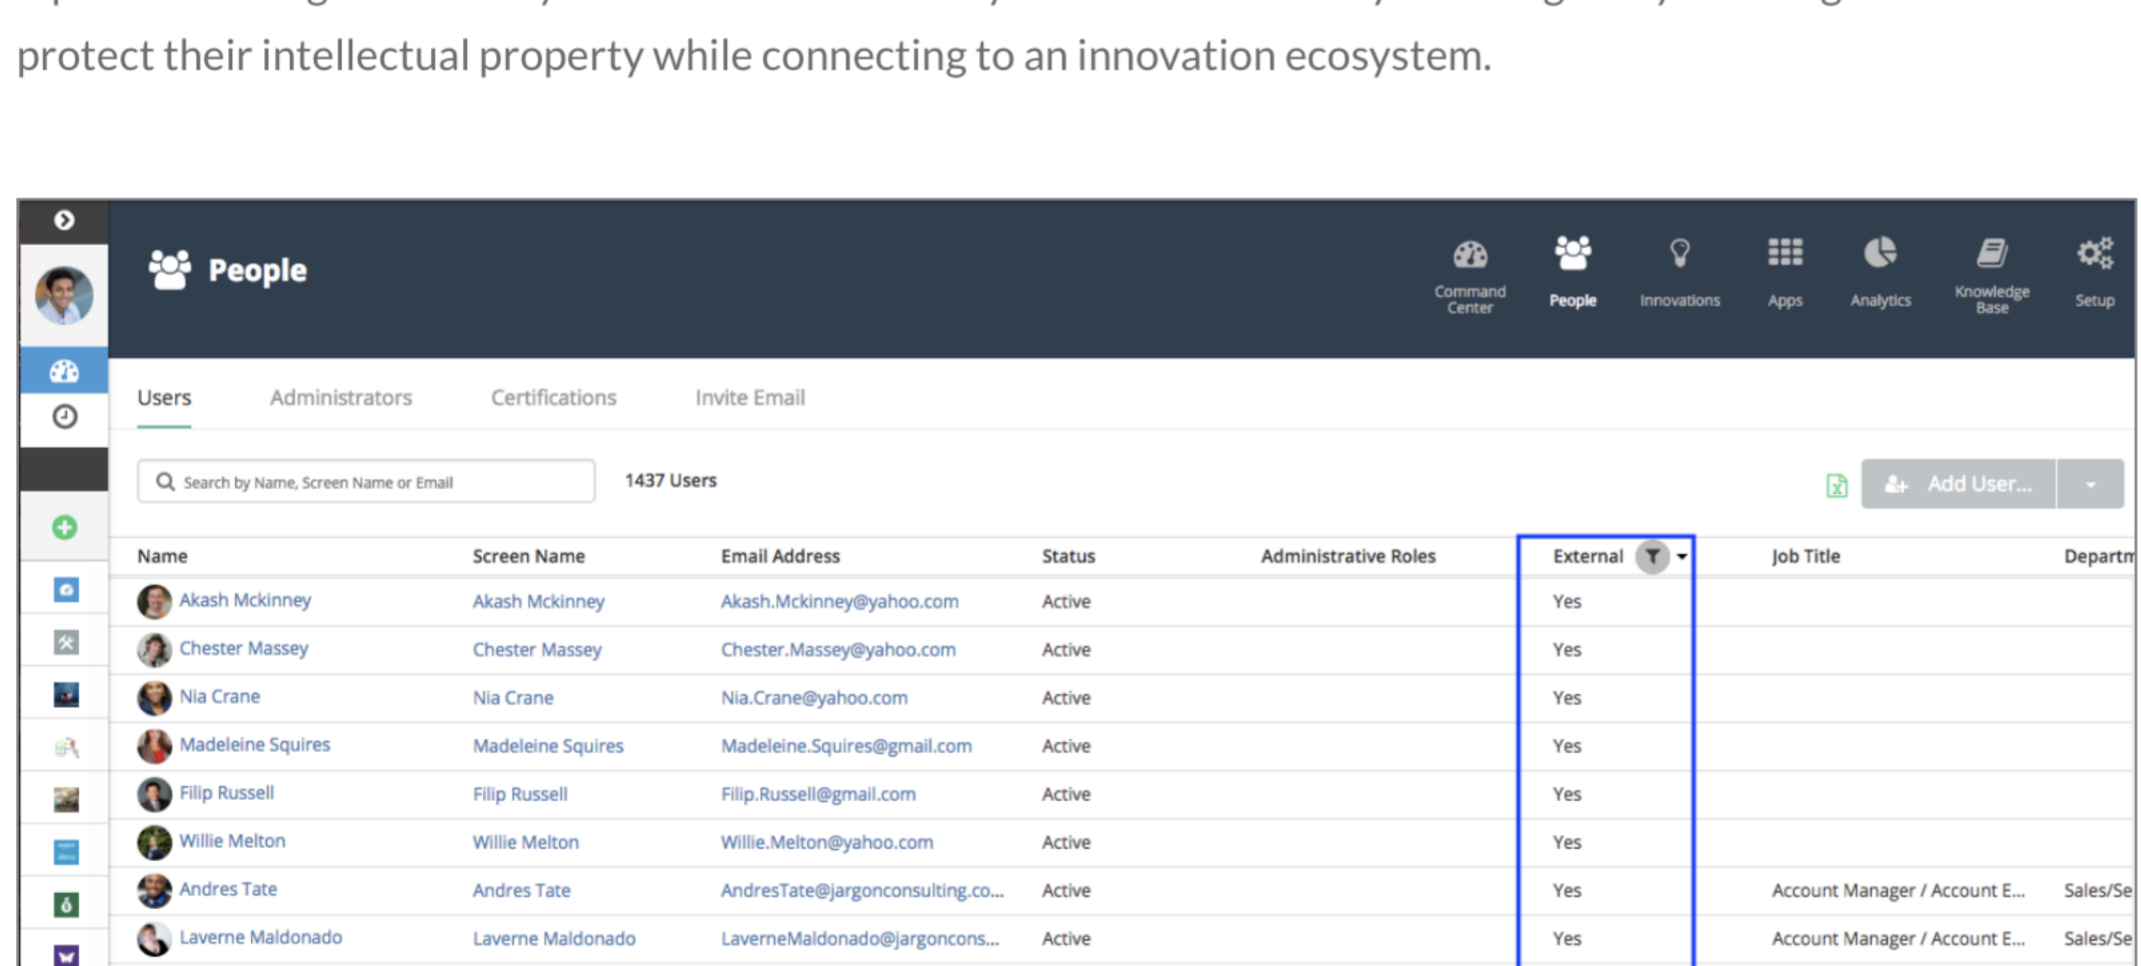 protect their intellectual property while connecting to an innovation ecosystem.
People
Command Center
People
Innovations
Apps
Analytics
Knowledge Base
Setup
Users Administrators Certifications Invite Email
Search by Name, Screen Name or Email
1437 Users
Add User...
Name Screen Name Email Address Status Administrative Roles External Job Title Departm
Akash Mckinney Akash Mckinney Akash.Mckinney@yahoo.com Active Yes
Chester Massey Chester Massey Chester.Massey@yahoo.com Active Yes
Nia Crane Nia Crane Nia.Crane@yahoo.com Active Yes
Madeleine Squires Madeleine Squires Madeleine.Squires@gmail.com Active Yes
Filip Russell Filip Russell Filip.Russell@gmail.com Active Yes
Willie Melton Willie Melton Willie.Melton@yahoo.com Active Yes
Andres Tate Andres Tate AndresTate@jargonconsulting.co... Active Yes Account Manager / Account E... Sales/Se
Laverne Maldonado Laverne Maldonado LaverneMaldonado@jargoncons... Active Yes Account Manager / Account E... Sales/Se